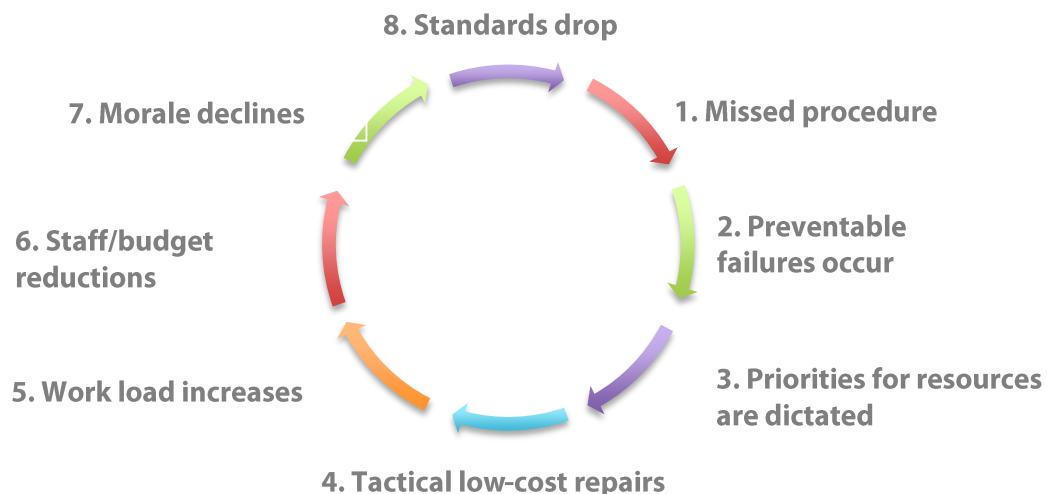 8. Standards drop
1. Missed procedure
2. Preventable
failures occur
3. Priorities for resources
are dictated
4. Tactical low-cost repairs
5. Work load increases
6. Staff/budget
reductions
7. Morale declines